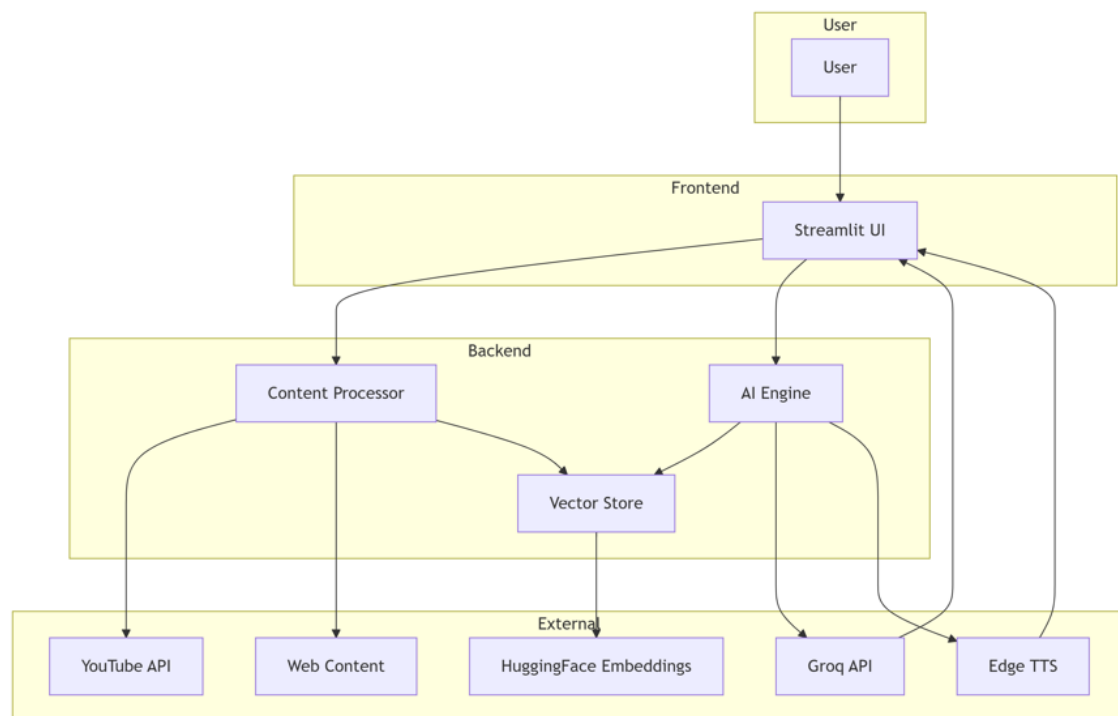 User
User
Frontend
Streamlit UI
Backend
Content Processor
AI Engine
Vector Store
External
YouTube API
Web Content
HuggingFace Embeddings
Groq API
Edge TTS